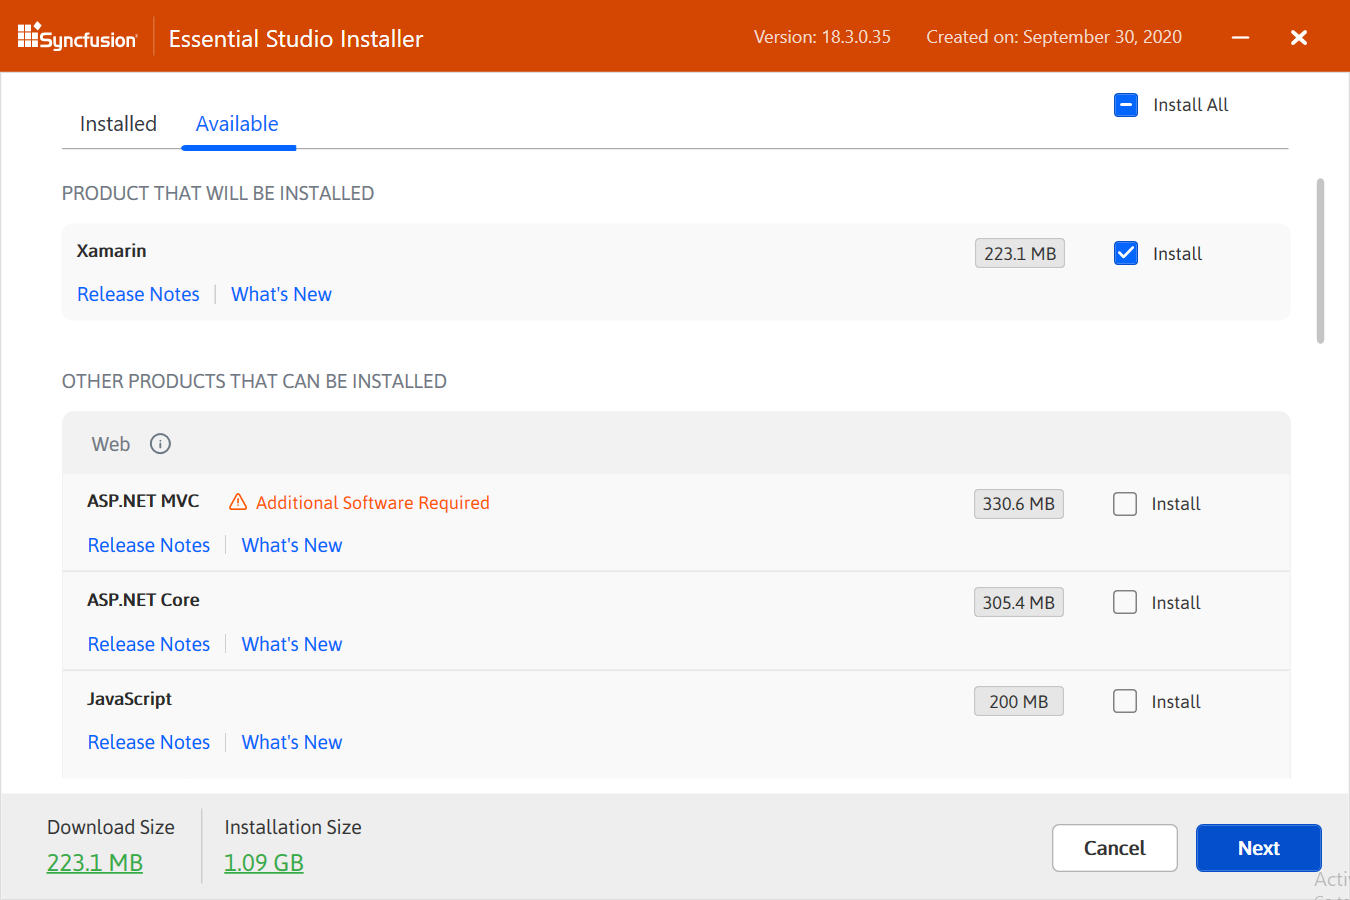 Syncfusion Essential Studio Installer Version: 18.3.0.35 Created on: September 30, 2020
Install All
Installed Available
PRODUCT THAT WILL BE INSTALLED
Xamarin 223.1 MB Install
Release Notes What's New
OTHER PRODUCTS THAT CAN BE INSTALLED
Web
ASP.NET MVC Additional Software Required 330.6 MB Install
Release Notes What's New
ASP.NET Core 305.4 MB Install
Release Notes What's New
JavaScript 200 MB Install
Release Notes What's New
Download Size Installation Size
223.1 MB 1.09 GB
Cancel Next
Acti